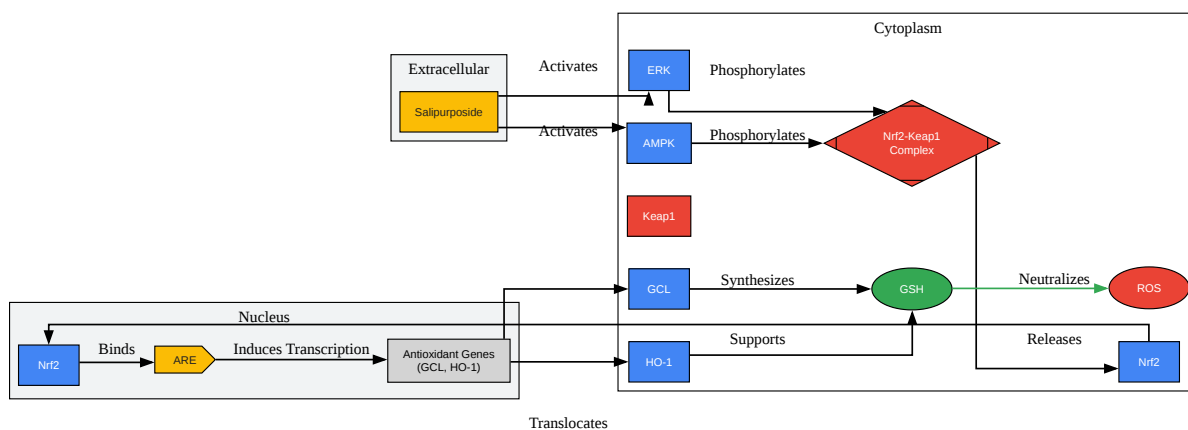 Cytoplasm
Extracellular
Activates
ERK
Phosphorylates
Salipurposide
Activates
AMPK
Phosphorylates
Nrf2-Keap1
Complex
Keap1
GCL
Synthesizes
GSH
Neutralizes
ROS
Nucleus
Nrf2
Binds
ARE
Induces Transcription
Antioxidant Genes
(GCL, HO-1)
HO-1
Supports
Releases
Nrf2
Translocates